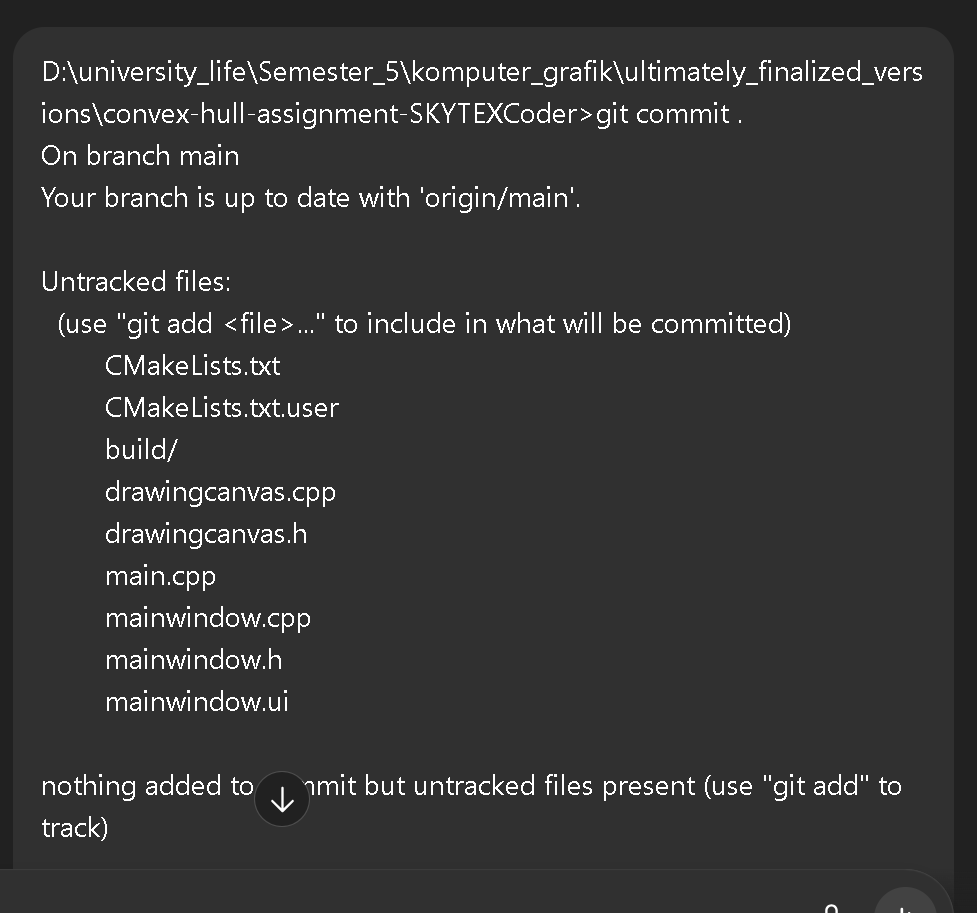 D:\university_life\Semester_5\komputer_grafik\ultimately_finalized_vers
ions\convex-hull-assignment-SKYTEXCoder>git commit .
On branch main
Your branch is up to date with 'origin/main'.
Untracked files:
(use "git add <file>..." to include in what will be committed)
CMakeLists.txt
CMakeLists.txt.user
build/
drawingcanvas.cpp
drawingcanvas.h
main.cpp
mainwindow.cpp
mainwindow.h
mainwindow.ui
nothing added to mmit but untracked files present (use "git add" to
track)